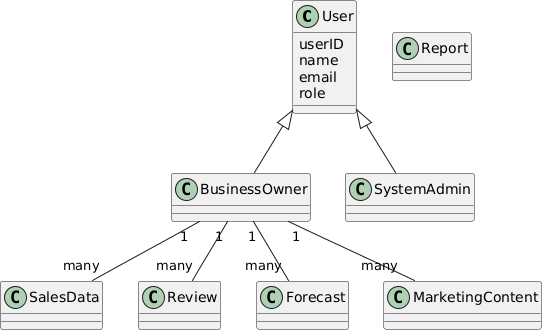 C User
userID
name
email
role
C Report
C BusinessOwner
C SystemAdmin
1 1 1 1
many many many many
C SalesData
C Review
C Forecast
C MarketingContent